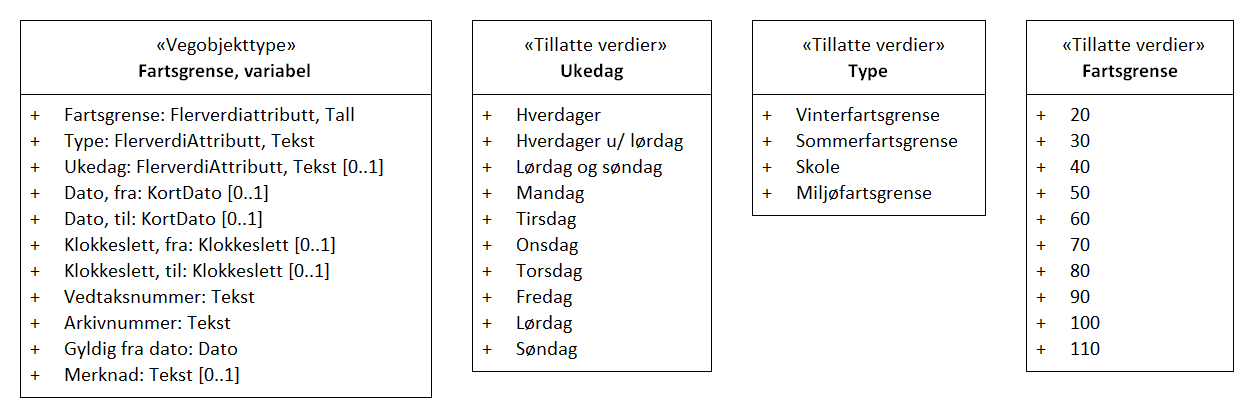 «Vegobjekttype»
Fartsgrense, variabel
+ Fartsgrense: Flerverdiattributt, Tall
+ Type: FlerverdiAttributt, Tekst
+ Ukedag: FlerverdiAttributt, Tekst [0..1]
+ Dato, fra: KortDato [0..1]
+ Dato, til: KortDato [0..1]
+ Klokkeslett, fra: Klokkeslett [0..1]
+ Klokkeslett, til: Klokkeslett [0..1]
+ Vedtaksnummer: Tekst
+ Arkivnummer: Tekst
+ Gyldig fra dato: Dato
+ Merknad: Tekst [0..1]
«Tillatte verdier»
Ukedag
+ Hverdager
+ Hverdager u/ lørdag
+ Lørdag og søndag
+ Mandag
+ Tirsdag
+ Onsdag
+ Torsdag
+ Fredag
+ Lørdag
+ Søndag
«Tillatte verdier»
Type
+ Vinterfartsgrense
+ Sommerfartsgrense
+ Skole
+ Miljøfartsgrense
«Tillatte verdier»
Fartsgrense
+ 20
+ 30
+ 40
+ 50
+ 60
+ 70
+ 80
+ 90
+ 100
+ 110